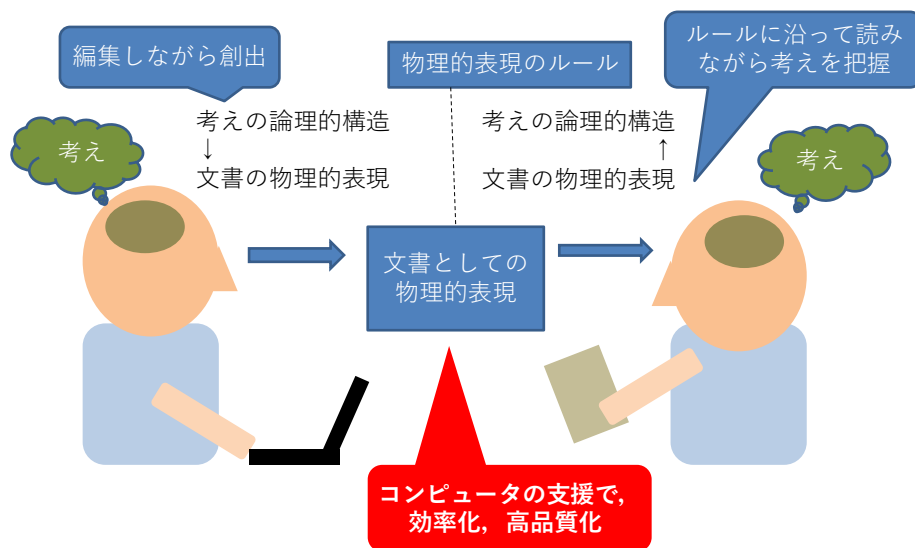 編集しながら創出
物理的表現のルール
ルールに沿って読み
ながら考えを把握
考えの論理的構造
↓
文書の物理的表現
考えの論理的構造
↑
文書の物理的表現
考え
考え
文書としての
物理的表現
コンピュータの支援で,
効率化, 高品質化